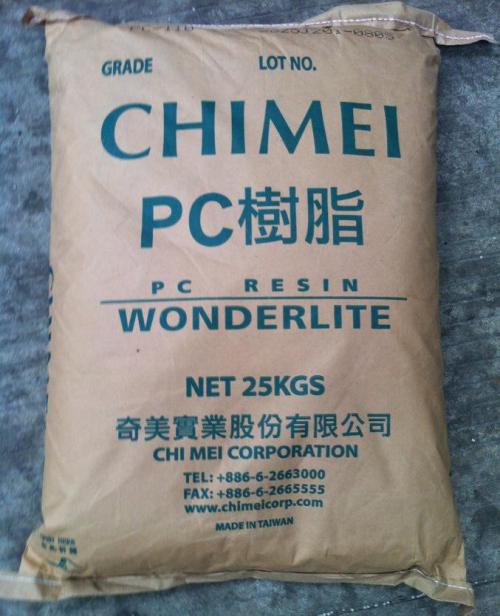 GRADE LOT NO.
CHIMEI
PC樹脂
PC RESIN
WONDERLITE
NET 25KGS
奇美實業股份有限公司
CHI MEI CORPORATION
TEL: +886-6-2663000
FAX: +886-6-2665555
www.chimeicorp.com
MADE IN TAIWAN